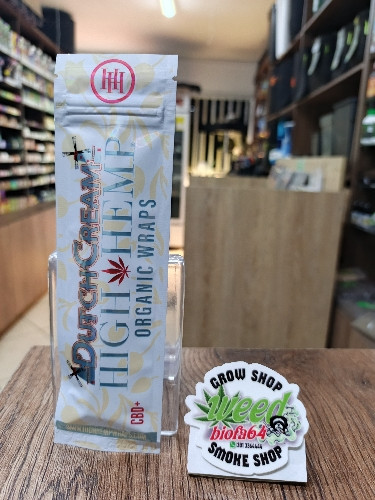 HH
DUTCH CREAM
HIGH HEMP
ORGANIC WRAPS
CBD+
GROW SHOP
weed
biofa64
SMOKE SHOP